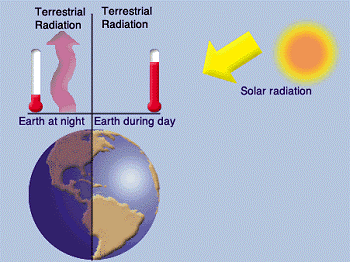 Terrestrial
Radiation
Terrestrial
Radiation
Solar radiation
Earth at night
Earth during day